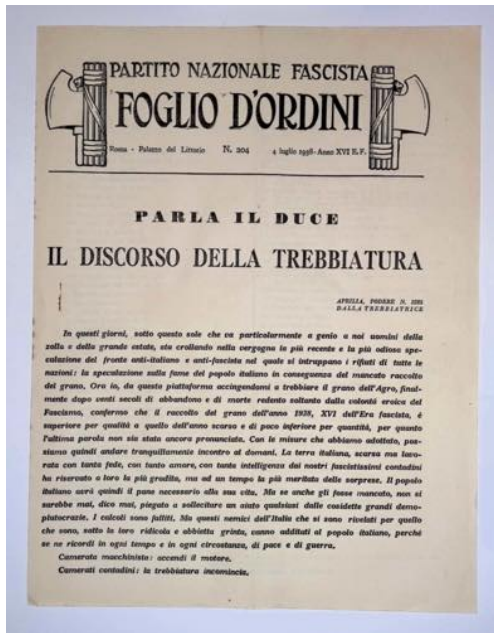 PARTITO NAZIONALE FASCISTA
FOGLIO D'ORDINI
Roma - Palazzo del Littorio N. 204 4 luglio 1938 - Anno XVI E.F.
PARLA IL DUCE
IL DISCORSO DELLA TREBBIATURA
APRILIA, PODERE N.
DALLA TREBBIATRICE
In questi giorni, sotto questo sole che va particolarmente a genio a noi uomini della
zolla e della grande estate, sta crollando nella vergogna la più recente e la più odiosa spe-
culazione del fronte anti-italiano e anti-fascista nel quale si intruppano i rifiuti di tutte le
nazioni: la speculazione sulla fame del popolo italiano in conseguenza del mancato raccolto
del grano. Ora io, da questa piattaforma accingendomi a trebbiare il grano dell'Agro, final-
mente dopo venti secoli di abbandono e di morte redento soltanto dalla volontà eroica del
Fascismo, confermo che il raccolto del grano dell'anno 1938, XVI dell'Era fascista, è
superiore per qualità a quello dell'anno scorso e di poco inferiore per quantità, per quanto
l'ultima parola non sia stata ancora pronunciata. Con le misure che abbiamo adottato, pos-
siamo quindi andare tranquillamente incontro al domani. La terra italiana, scarsa ma lavo-
rata con tanta fede, con tanto amore, con tanta intelligenza dai nostri fascistissimi contadini
ha riservato a loro la più gradita, ma ad un tempo la più meritata delle sorprese. Il popolo
italiano avrà quindi il pane necessario alla sua vita. Ma se anche gli fosse mancato, non si
sarebbe mai, dico mai, piegato a sollecitare un aiuto qualsiasi dalle cosidette grandi demo-
plutocrazie. I calcoli sono falliti. Ma questi nemici dell'Italia che si sono rivelati per quello
che sono, sotto la loro ridicola e abbietta grinta, vanno additati al popolo italiano, perché
se ne ricordi in ogni tempo e in ogni circostanza, di pace e di guerra.
Camerata macchinista: accendi il motore.
Camerati contadini: la trebbiatura incomincia.